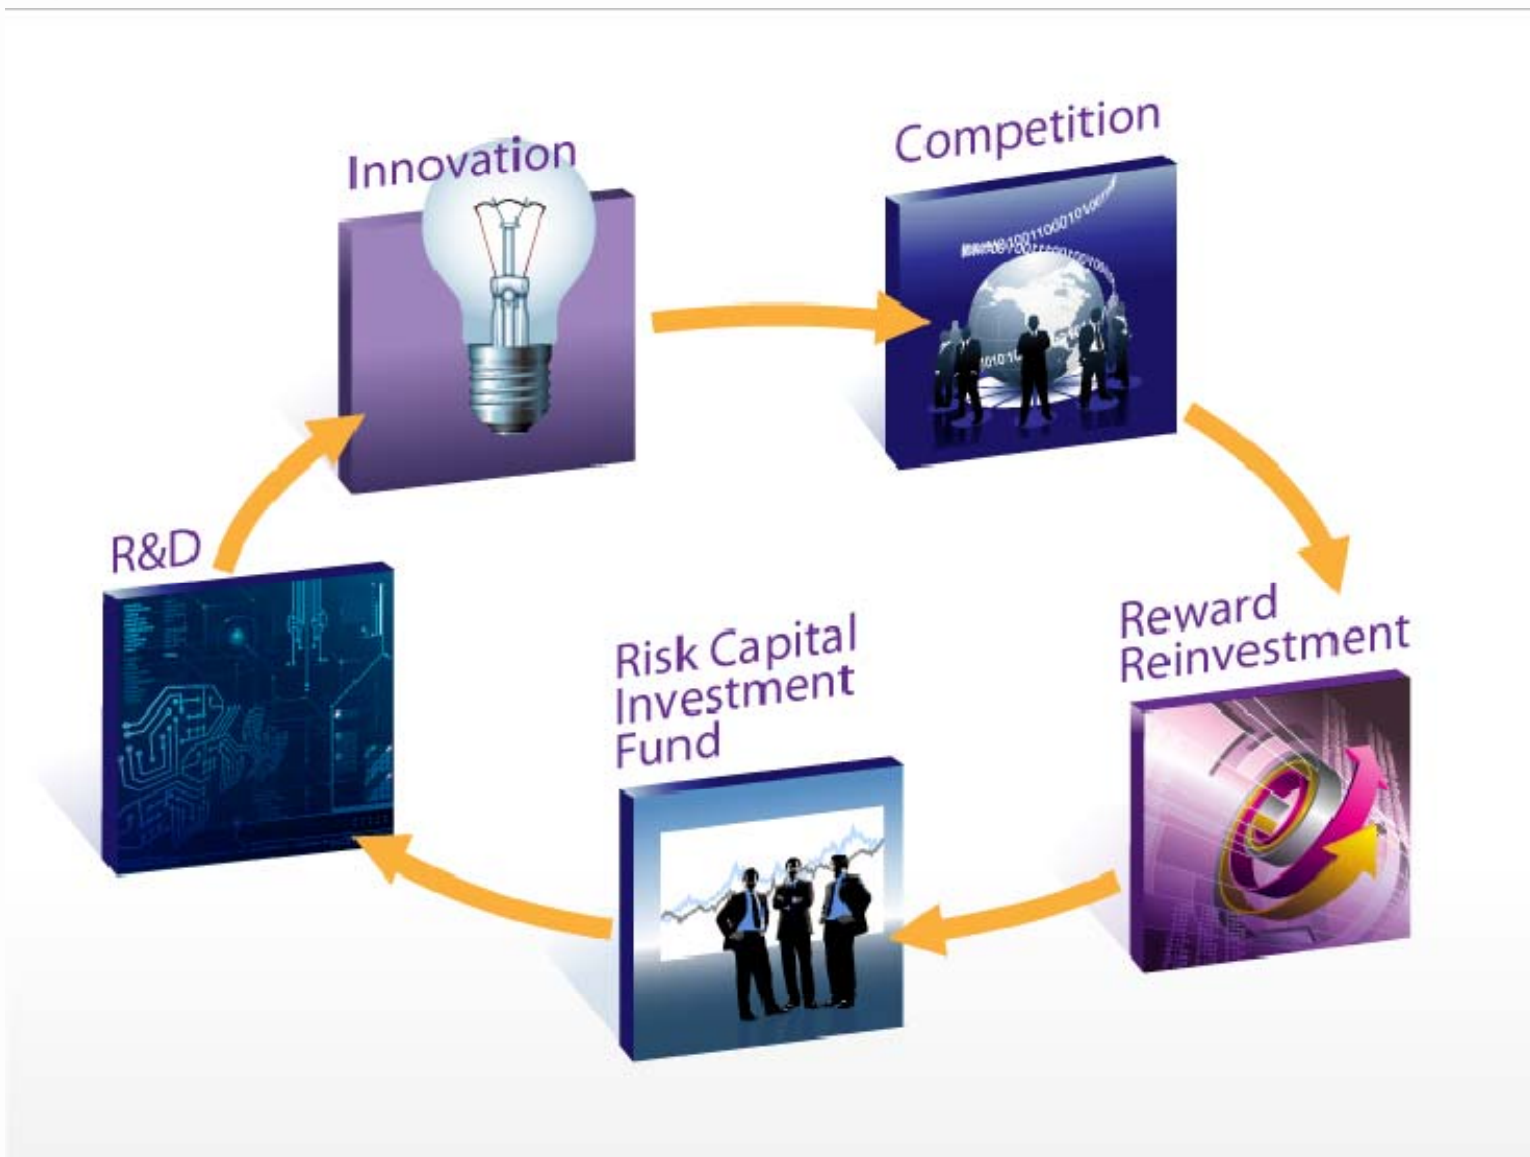 Innovation
Competition
R&D
Risk Capital
Investment
Fund
Reward
Reinvestment